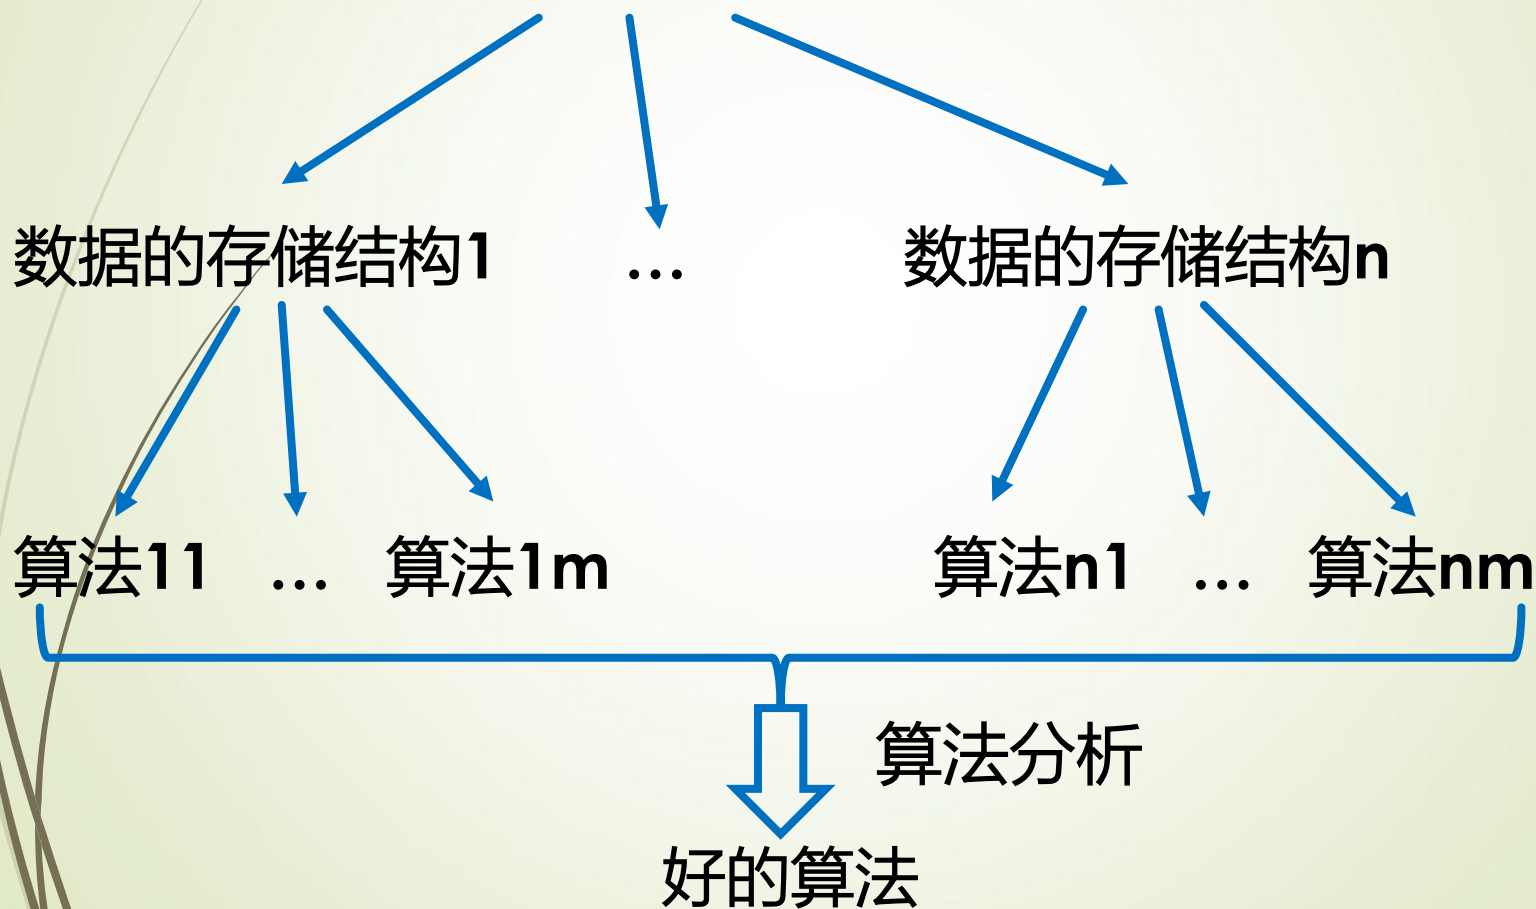 数据的存储结构1 … 数据的存储结构n
算法11 … 算法1m 算法n1 … 算法nm
算法分析
好的算法